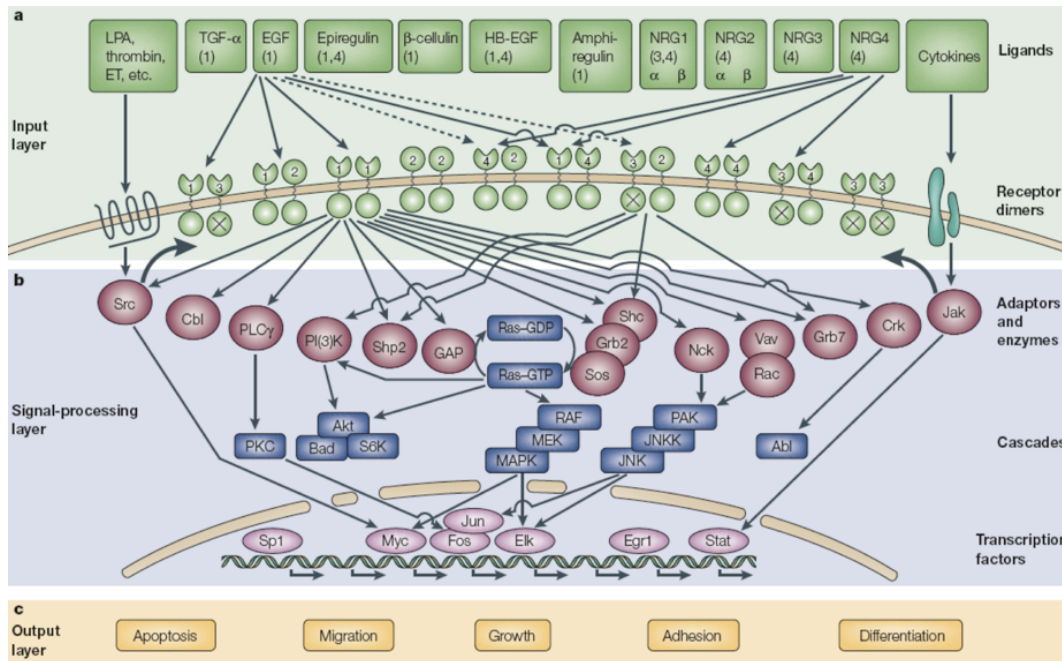 a
LPA,
thrombin,
ET, etc.
TGF-α
(1)
EGF
(1)
Epiregulin
(1,4)
β-cellulin
(1)
HB-EGF
(1,4)
Amphi-
regulin
(1)
NRG1
(3,4)
α β
NRG2
(4)
α β
NRG3
(4)
NRG4
(4)
Cytokines
Ligands
Input
layer
1 3
1 2
1 1
2 2
4 2
1 4
3 2
4 4
3 4
3 3
Receptor
dimers
b
Src
Cbl
PLCγ
PI(3)K
Shp2
GAP
Ras–GDP
Ras–GTP
Shc
Grb2
Sos
Nck
Vav
Rac
Grb7
Crk
Jak
Adaptors
and
enzymes
Signal-processing
layer
PKC
Akt
Bad
S6K
RAF
MEK
MAPK
PAK
JNKK
JNK
Abl
Cascades
Sp1
Myc
Jun
Fos
Elk
Egr1
Stat
Transcription
factors
c
Output
layer
Apoptosis
Migration
Growth
Adhesion
Differentiation